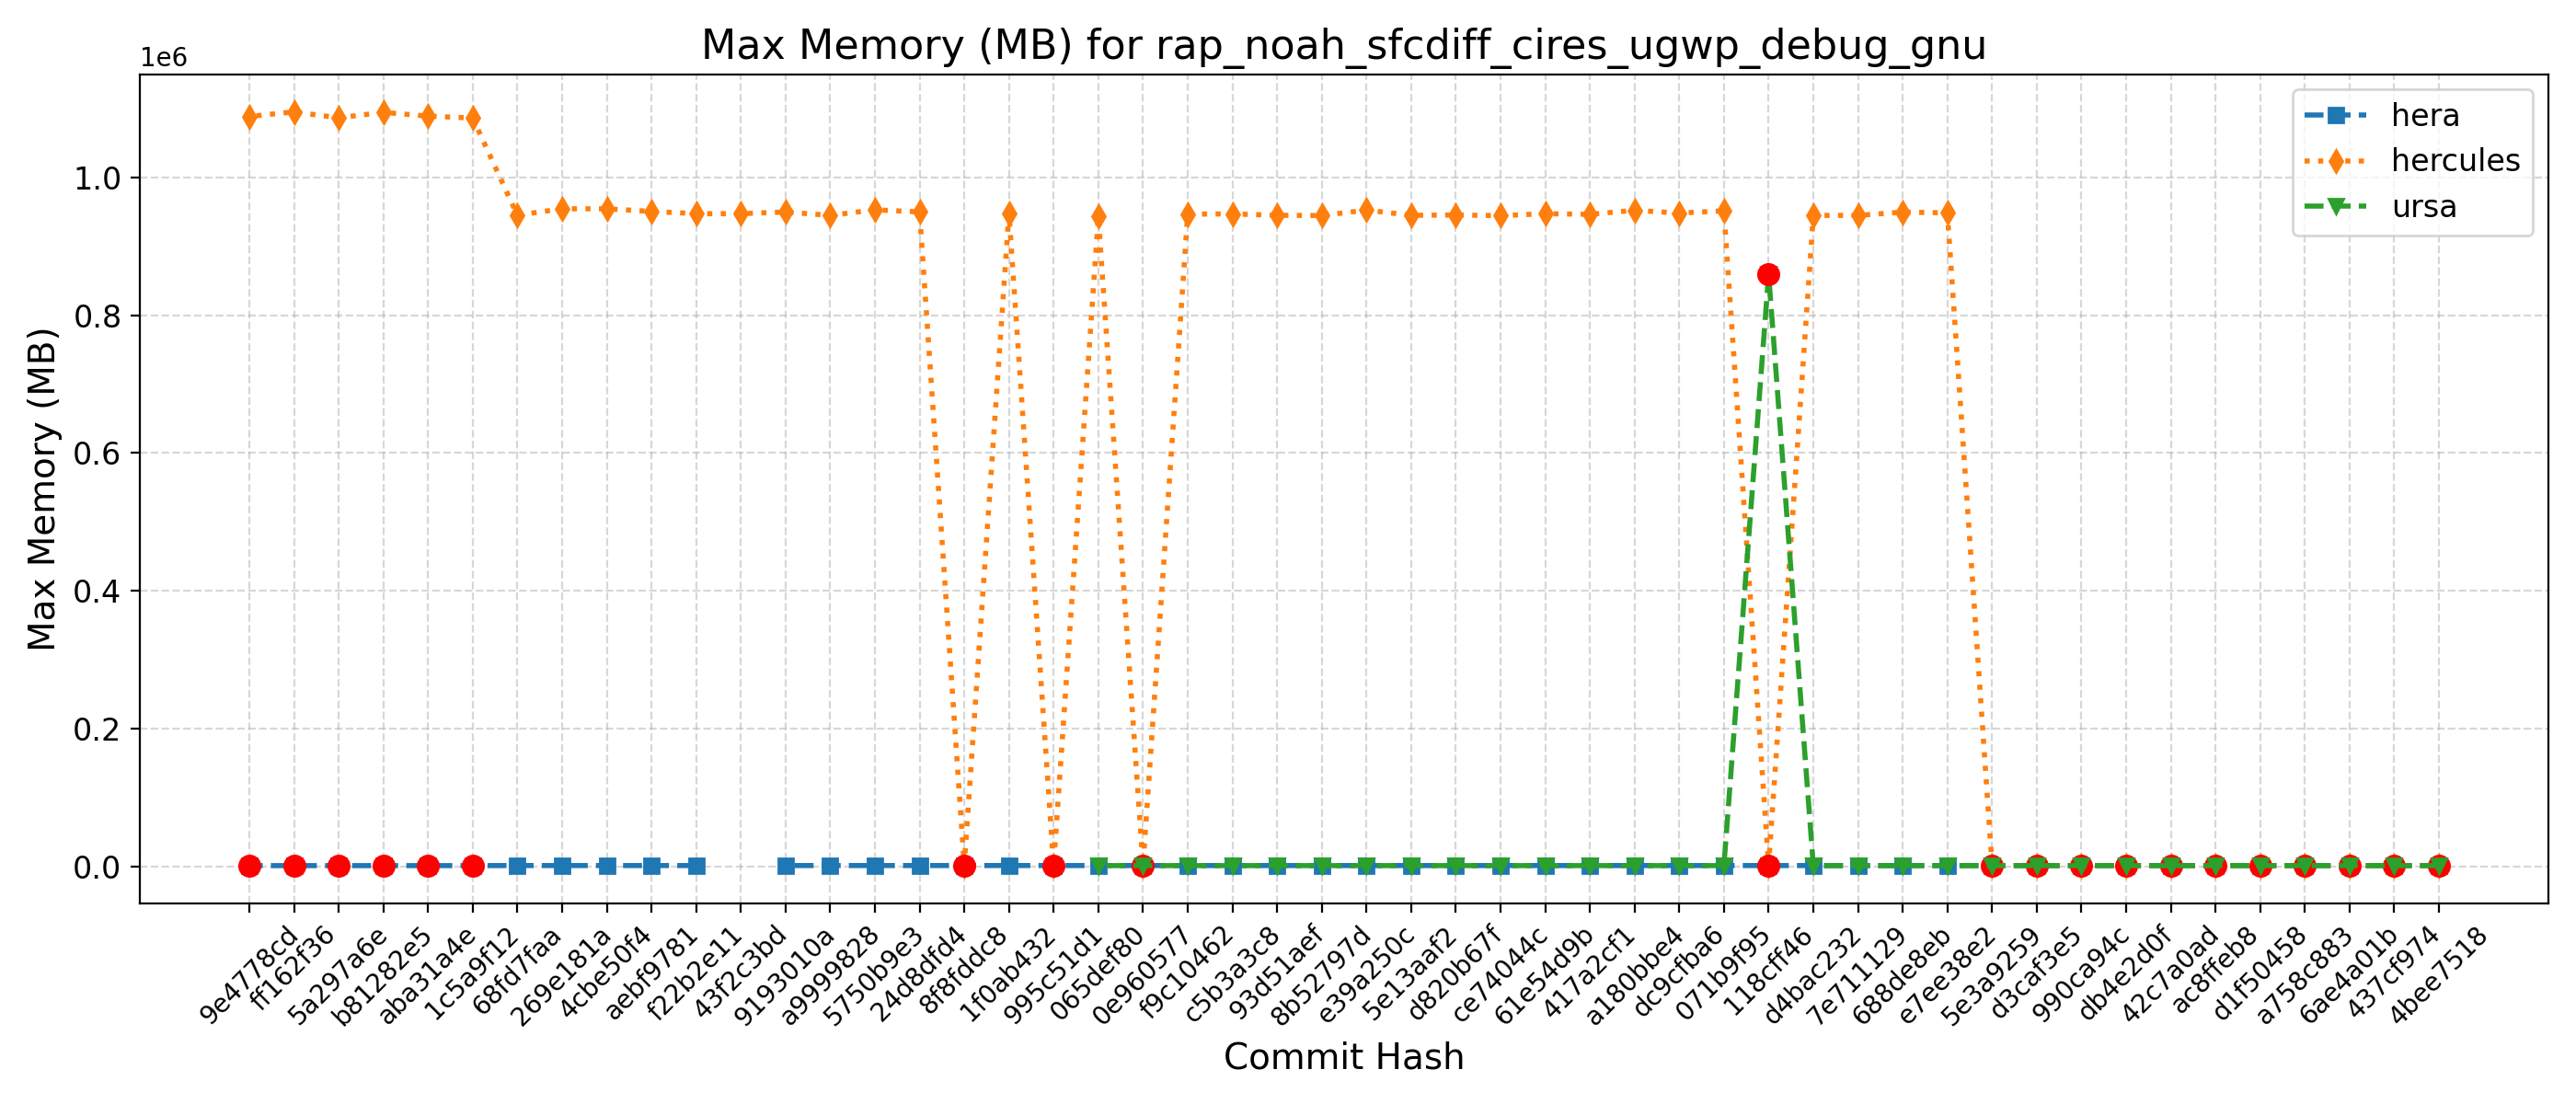 Max Memory (MB) for rap_noah_sfcdiff_cires_ugwp_debug_gnu
1e6
hera
hercules
ursa
1.0
0.8
0.6
0.4
0.2
0.0
Max Memory (MB)
9e4778cd
ff162f36
5a297a6e
b81282e5
aba31a4e
1c5a9f12
68fd7faa
269e181a
4cbe50f4
aebf9781
f22b2e11
43f2c3bd
9193010a
a9999828
5750b9e3
24d8dfd4
8f8fddc8
1f0ab432
995c51d1
065def80
0e960577
f9c10462
c5b3a3c8
93d51aef
8b52797d
e39a250c
5e13aaf2
d820b67f
ce74044c
61e54d9b
417a2cf1
a180bbe4
dc9cfba6
071b9f95
118cff46
d4bac232
7e711129
688de8eb
e7ee38e2
5e3a9259
d3caf3e5
990ca94c
db4e2d0f
42c7a0ad
ac8ffeb8
d1f50458
a758c883
6ae4a01b
437cf974
4bee7518
Commit Hash